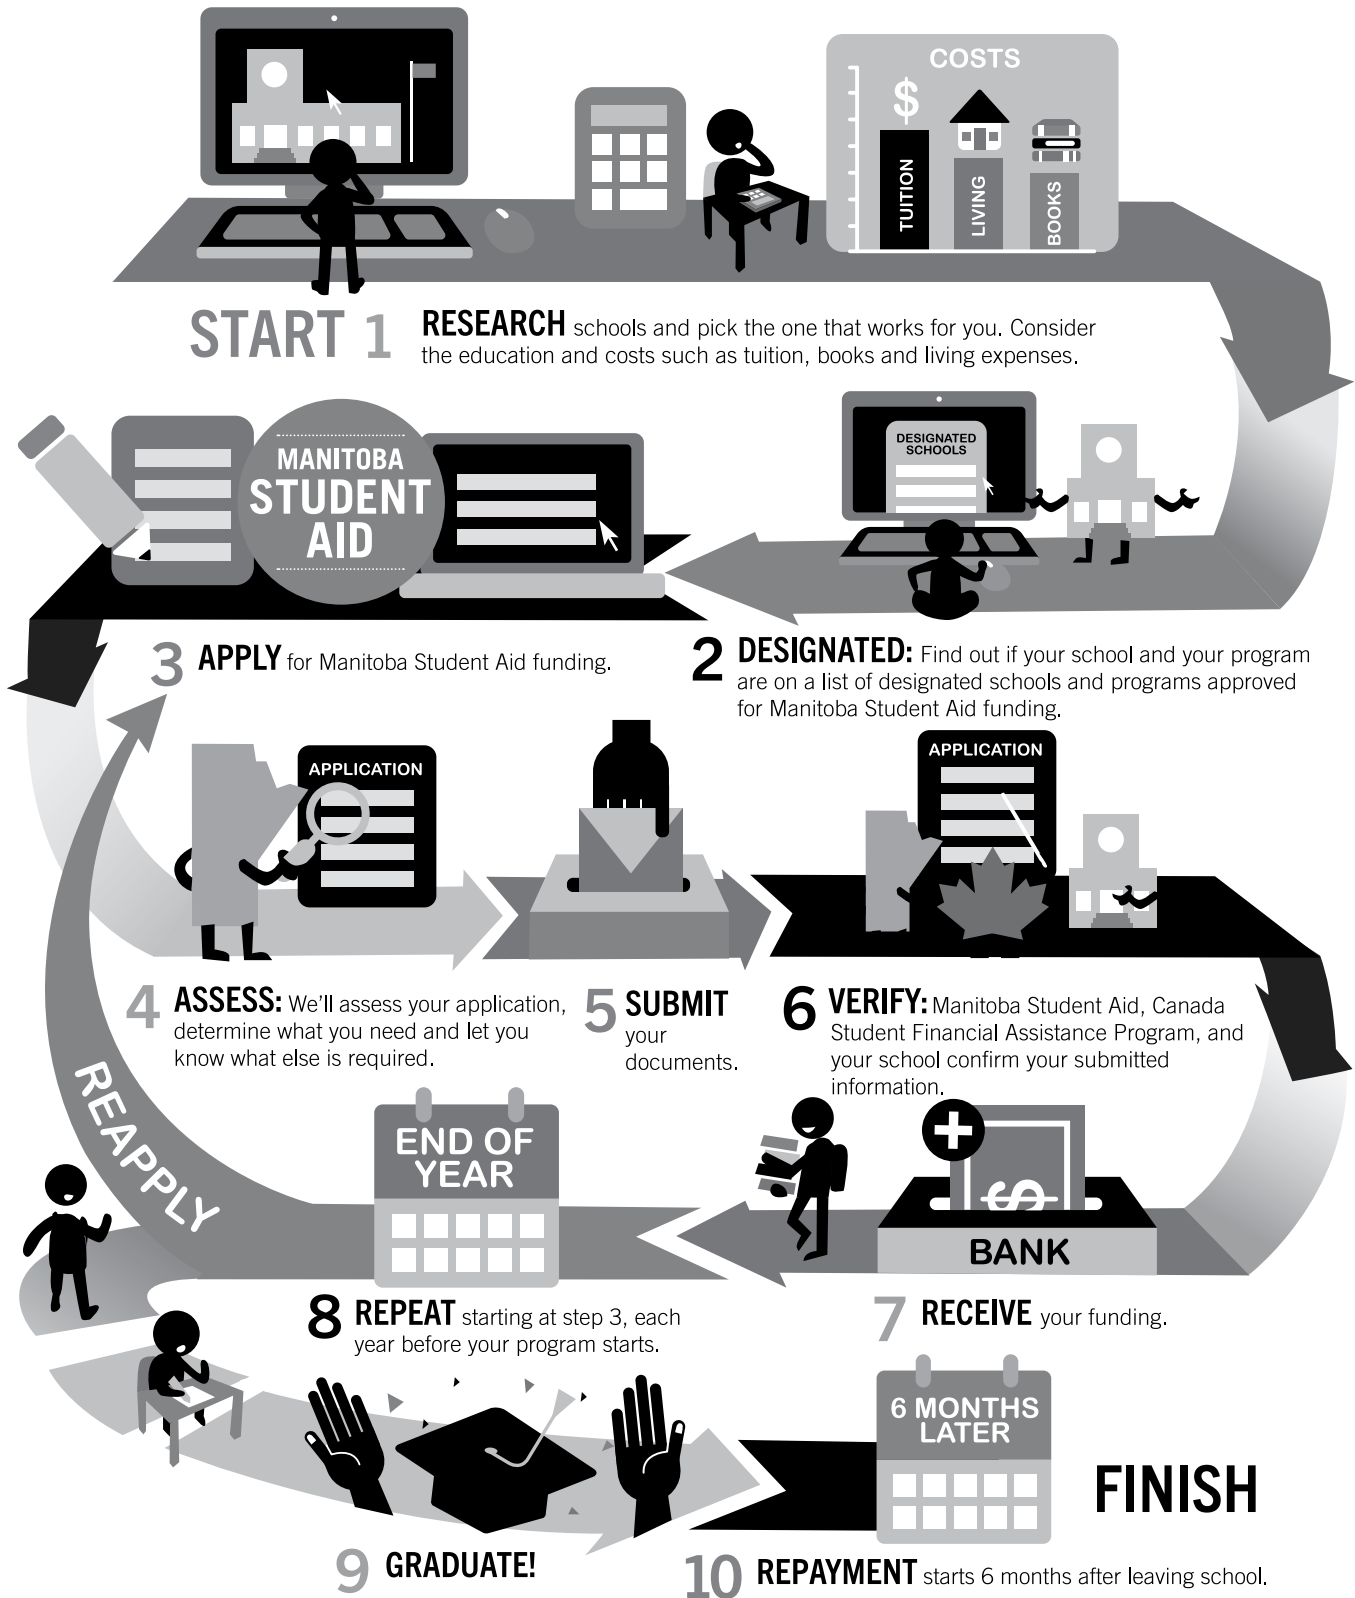 COSTS
$
TUITION
LIVING
BOOKS
START 1
RESEARCH schools and pick the one that works for you. Consider
the education and costs such as tuition, books and living expenses.
DESIGNATED
SCHOOLS
2 DESIGNATED: Find out if your school and your program
are on a list of designated schools and programs approved
for Manitoba Student Aid funding.
MANITOBA
STUDENT
AID
3 APPLY for Manitoba Student Aid funding.
APPLICATION
4 ASSESS: We'll assess your application,
determine what you need and let you
know what else is required.
5 SUBMIT
your
documents.
APPLICATION
6 VERIFY: Manitoba Student Aid, Canada
Student Financial Assistance Program, and
your school confirm your submitted
information.
$
BANK
7 RECEIVE your funding.
END OF
YEAR
8 REPEAT starting at step 3, each
year before your program starts.
REAPPLY
9 GRADUATE!
6 MONTHS
LATER
FINISH
10 REPAYMENT starts 6 months after leaving school.